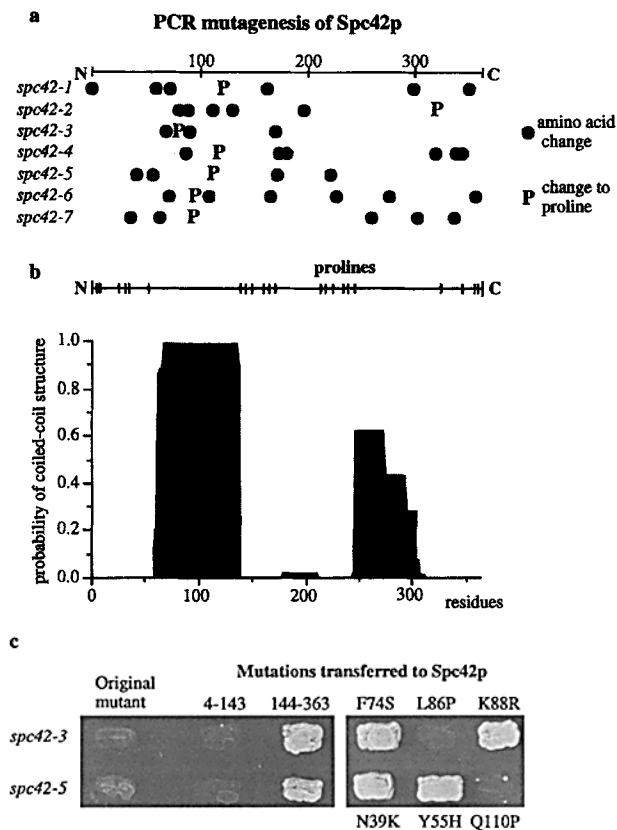 a
PCR mutagenesis of Spc42p
N 100 200 300 C
spc42-1 P
spc42-2 P
spc42-3 P
spc42-4 P
spc42-5 P
spc42-6 P
spc42-7 P
amino acid
change
P change to
proline
b
prolines
N C
probability of coiled-coil structure
1.0
0.8
0.6
0.4
0.2
0.0
0 100 200 300 residues
c
Mutations transferred to Spc42p
Original
mutant
4-143 144-363 F74S L86P K88R
spc42-3
spc42-5
N39K Y55H Q110P